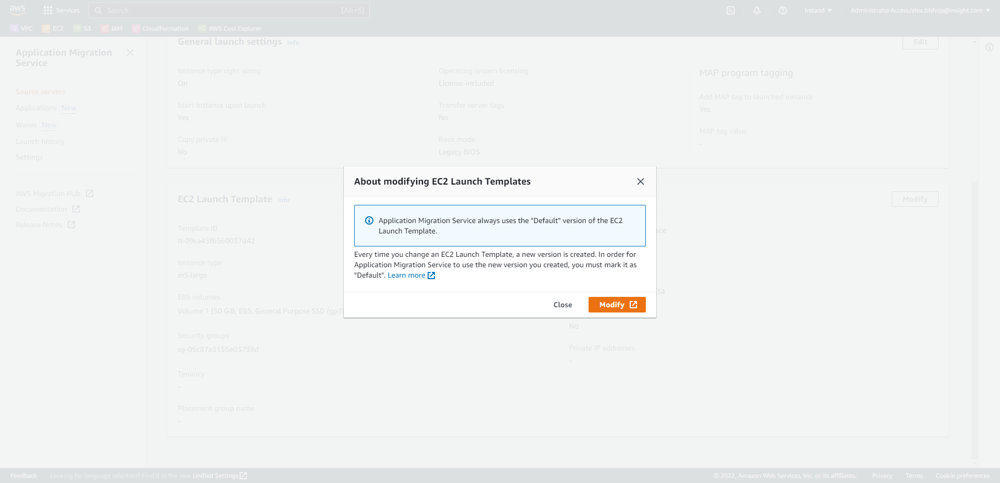 aws
Services
Search
[Alt+S]
Ireland ▼
AdministratorAccess/alex.bishop@insight.com ▼
VPC
EC2
S3
IAM
CloudFormation
AWS Cost Explorer
Application Migration
Service
Source servers
Applications New
Waves New
Launch history
Settings
AWS Migration Hub
Documentation
Release Notes
General launch settings Info
Edit
Instance type right sizing
On
Start instance upon launch
Yes
Copy private IP
No
Operating system licensing
License-included
Transfer server tags
No
Boot mode
Legacy BIOS
MAP program tagging
Add MAP tag to launched instance
Yes
MAP tag value
-
EC2 Launch Template Info
Modify
Template ID
lt-09ca45fb560037d42
Instance type
m5.large
EBS volumes
Volume 1 (50 GiB, EBS, General Purpose SSD (gp3)
Security groups
sg-05c87a3155e03738d
Tenancy
-
Placement group name
-
No
Private IP addresses
-
About modifying EC2 Launch Templates
Application Migration Service always uses the "Default" version of the EC2
Launch Template.
Every time you change an EC2 Launch Template, a new version is created. In order for
Application Migration Service to use the new version you created, you must mark it as
"Default". Learn more
Close
Modify
Feedback
Looking for language selection? Find it in the new Unified Settings
© 2022, Amazon Web Services, Inc. or its affiliates.
Privacy
Terms
Cookie preferences